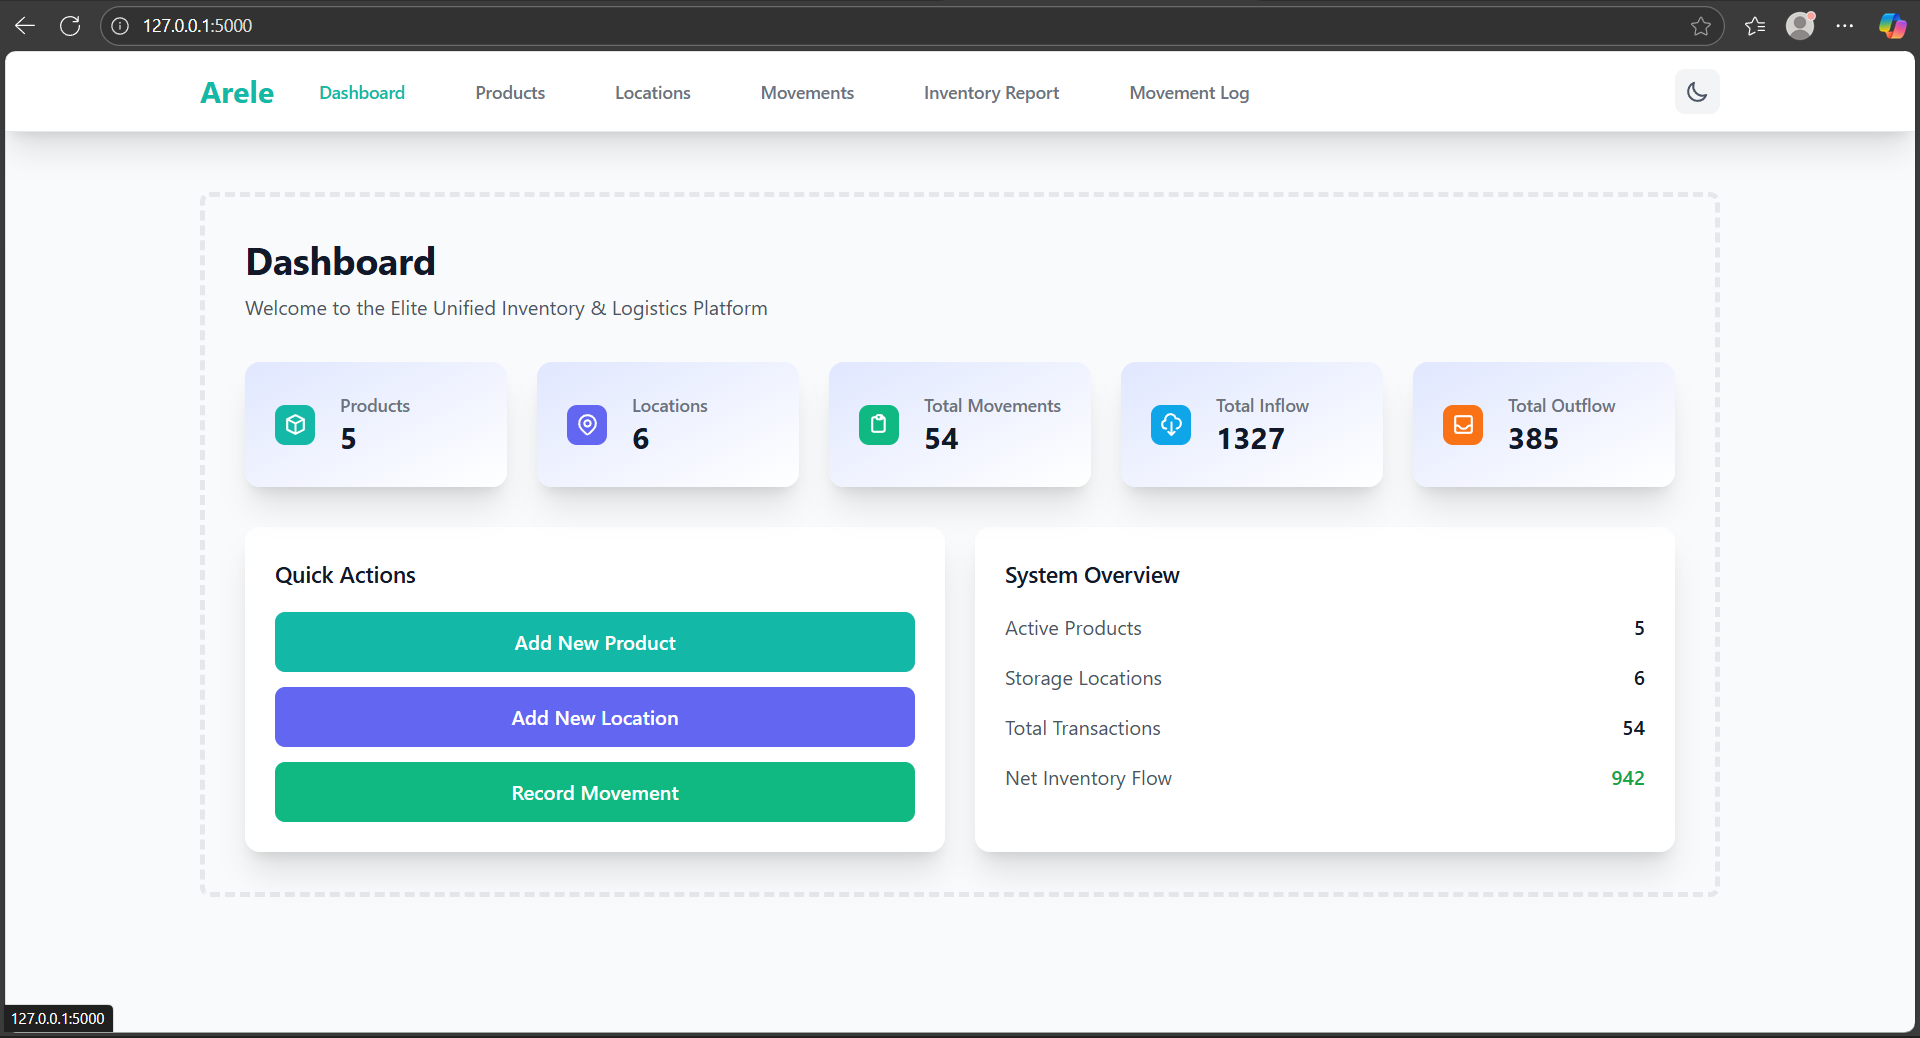 127.0.0.1:5000
Arele Dashboard Products Locations Movements Inventory Report Movement Log
Dashboard
Welcome to the Elite Unified Inventory & Logistics Platform
Products
5
Locations
6
Total Movements
54
Total Inflow
1327
Total Outflow
385
Quick Actions
Add New Product
Add New Location
Record Movement
System Overview
Active Products 5
Storage Locations 6
Total Transactions 54
Net Inventory Flow 942
127.0.0.1:5000